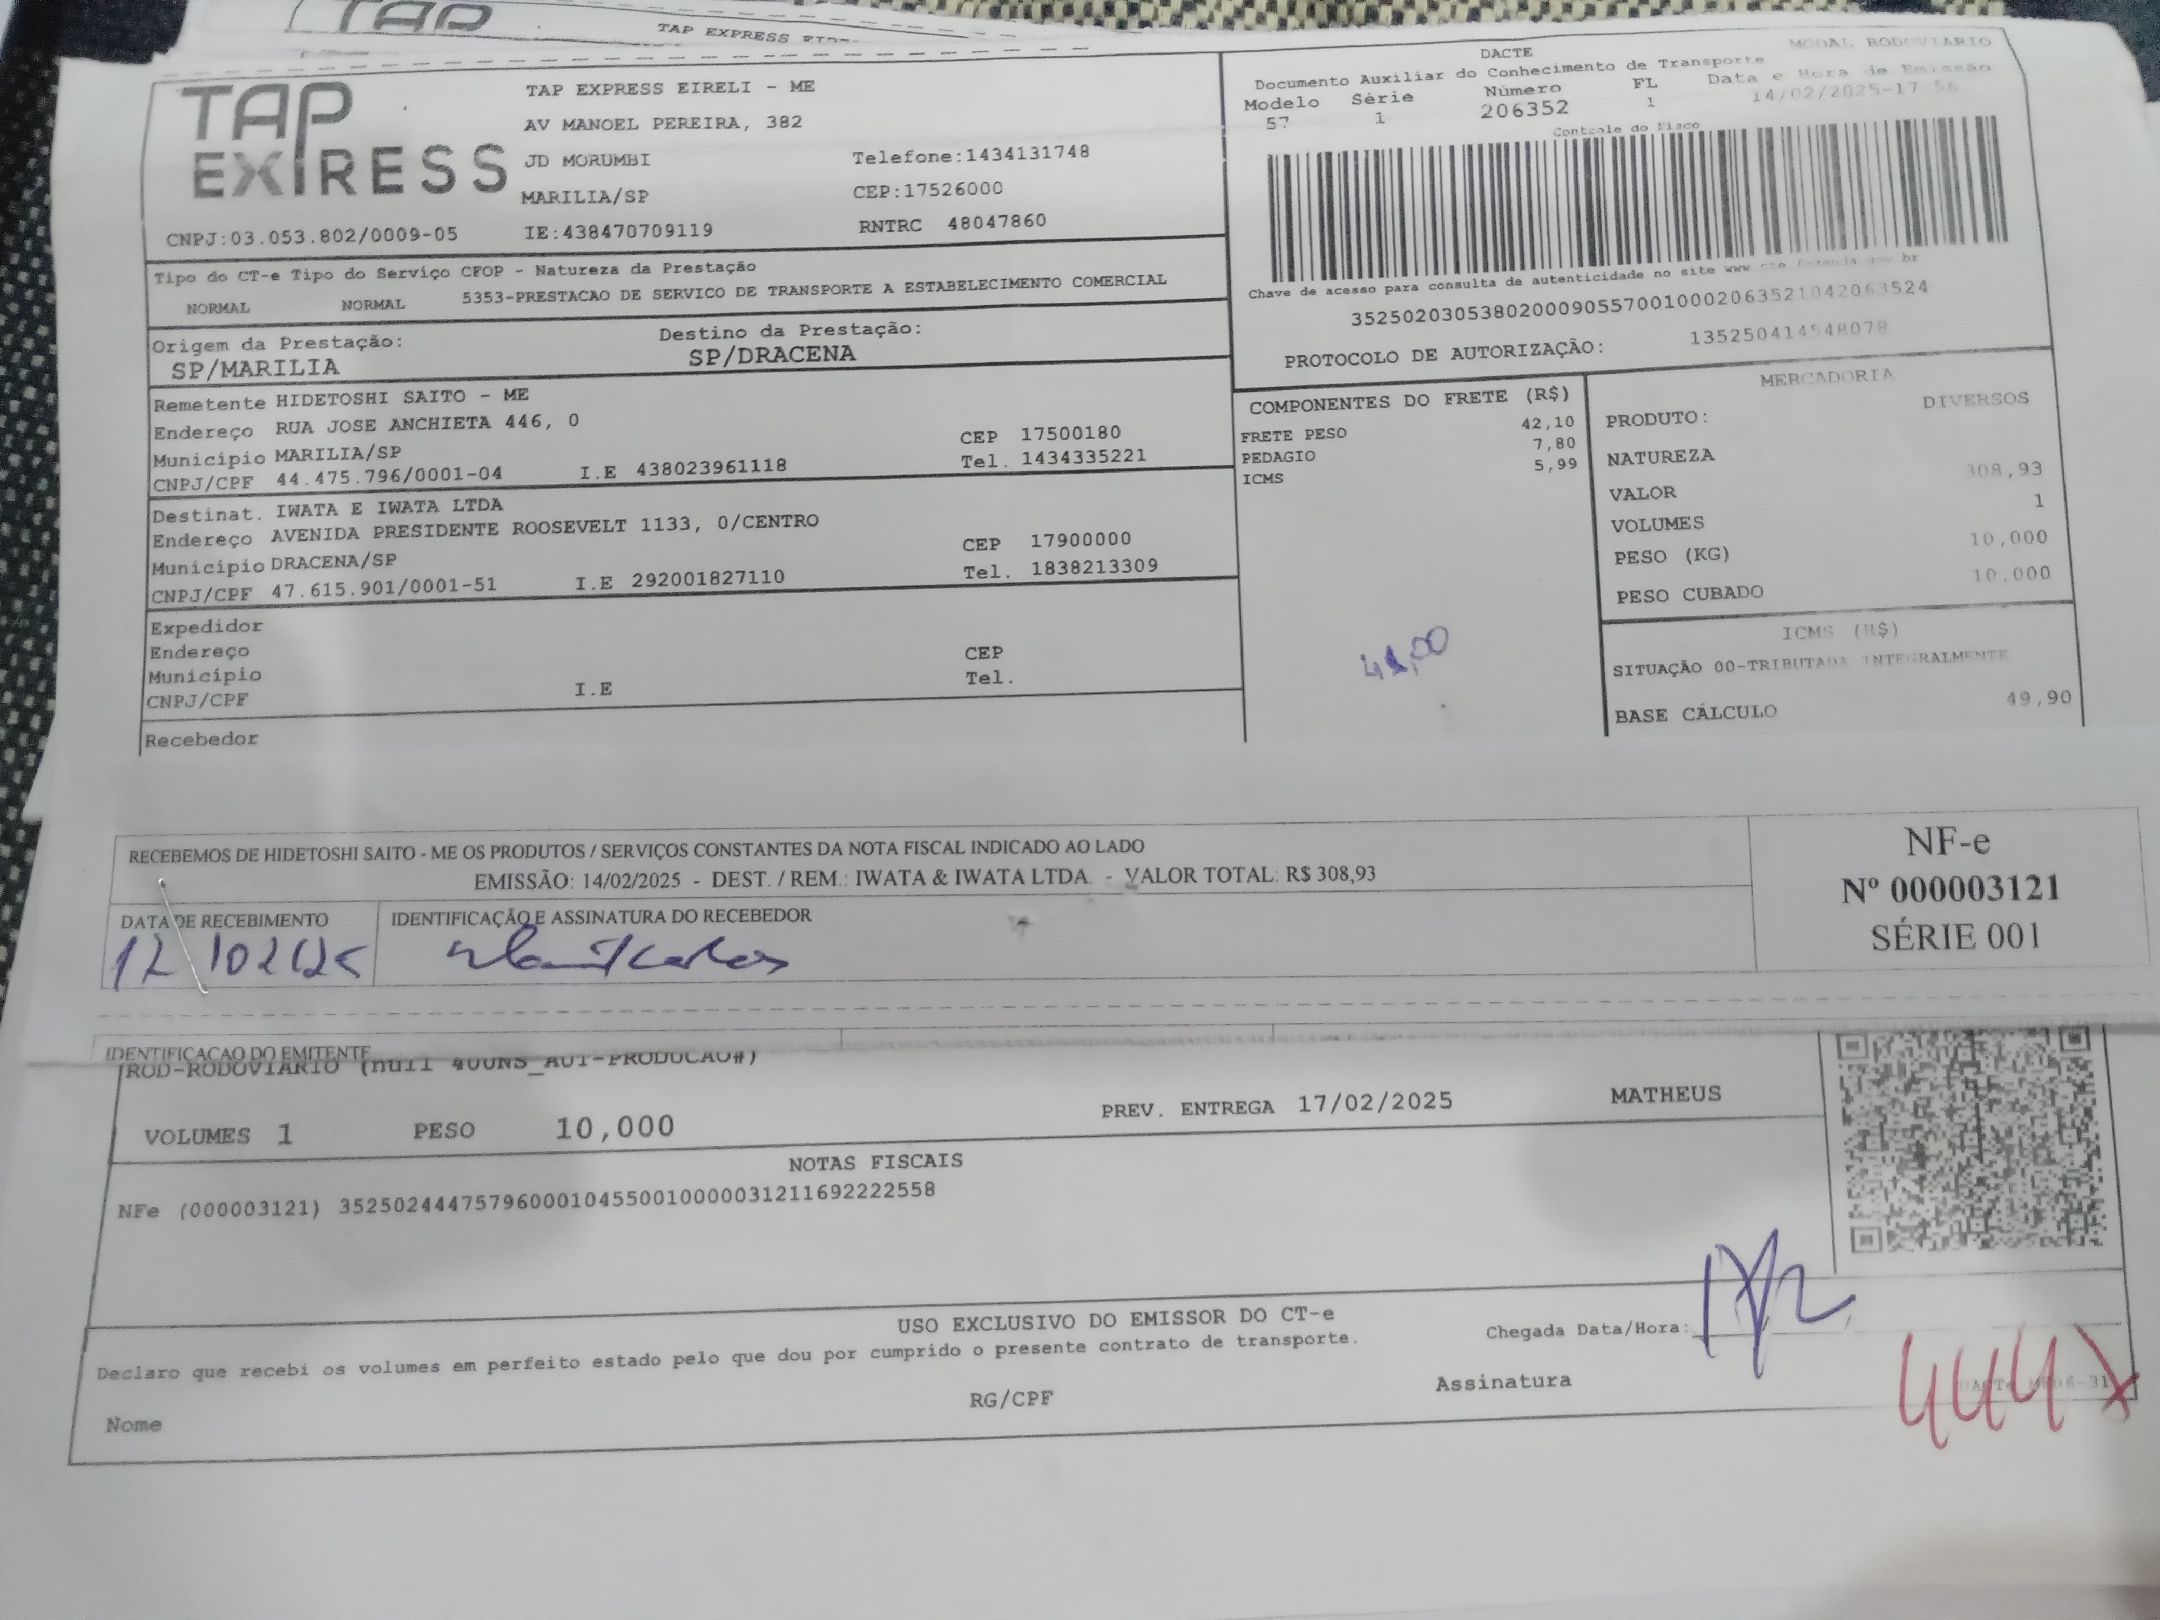 TAP
TAP EXPRESS
TAP EXPRESS
TAP EXPRESS EIRELI - ME
AV MANOEL PEREIRA, 382
JD MORUMBI Telefone:1434131748
MARILIA/SP CEP:17526000
CNPJ:03.053.802/0009-05 IE:438470709119 RNTRC 48047860
MODAL RODOVIARIO
DACTE
Documento Auxiliar do Conhecimento de Transporte
Modelo Série Número FL Data e Hora de Emissão
57 1 206352 1 14/02/2025-17 56
Controle do Fisco
Chave de acesso para consulta de autenticidade no site www cte fazenda gov br
35250203053802000905570010002063521042063524
PROTOCOLO DE AUTORIZAÇÃO: 135250414548078
Tipo do CT-e Tipo do Serviço CFOP - Natureza da Prestação
NORMAL NORMAL 5353-PRESTACAO DE SERVICO DE TRANSPORTE A ESTABELECIMENTO COMERCIAL
Origem da Prestação: Destino da Prestação:
SP/MARILIA SP/DRACENA
Remetente HIDETOSHI SAITO - ME
Endereço RUA JOSE ANCHIETA 446, 0
Município MARILIA/SP CEP 17500180
CNPJ/CPF 44.475.796/0001-04 I.E 438023961118 Tel. 1434335221
Destinat. IWATA E IWATA LTDA
Endereço AVENIDA PRESIDENTE ROOSEVELT 1133, 0/CENTRO
Município DRACENA/SP CEP 17900000
CNPJ/CPF 47.615.901/0001-51 I.E 292001827110 Tel. 1838213309
Expedidor
Endereço
Município CEP
CNPJ/CPF I.E Tel.
Recebedor
COMPONENTES DO FRETE (R$)
FRETE PESO 42,10
PEDAGIO 7,80
ICMS 5,99
MERCADORIA
PRODUTO: DIVERSOS
NATUREZA
VALOR 308,93
VOLUMES 1
PESO (KG) 10,000
PESO CUBADO 10,000
ICMS (R$)
SITUAÇÃO 00-TRIBUTADA INTEGRALMENTE
BASE CÁLCULO 49,90
RECEBEMOS DE HIDETOSHI SAITO - ME OS PRODUTOS / SERVIÇOS CONSTANTES DA NOTA FISCAL INDICADO AO LADO
EMISSÃO: 14/02/2025 - DEST. / REM.: IWATA & IWATA LTDA. - VALOR TOTAL: R$ 308,93
DATA DE RECEBIMENTO IDENTIFICAÇÃO E ASSINATURA DO RECEBEDOR
NF-e
Nº 000003121
SÉRIE 001
IDENTIFICAÇÃO DO EMITENTE
ROD-RODOVIARIO (null 400NS_AUT-PRODUCAO#)
VOLUMES 1 PESO 10,000 PREV. ENTREGA 17/02/2025 MATHEUS
NOTAS FISCAIS
NFe (000003121) 35250244475796000104550010000031211692222558
USO EXCLUSIVO DO EMISSOR DO CT-e
Declaro que recebi os volumes em perfeito estado pelo que dou por cumprido o presente contrato de transporte.
Chegada Data/Hora:
Nome RG/CPF Assinatura